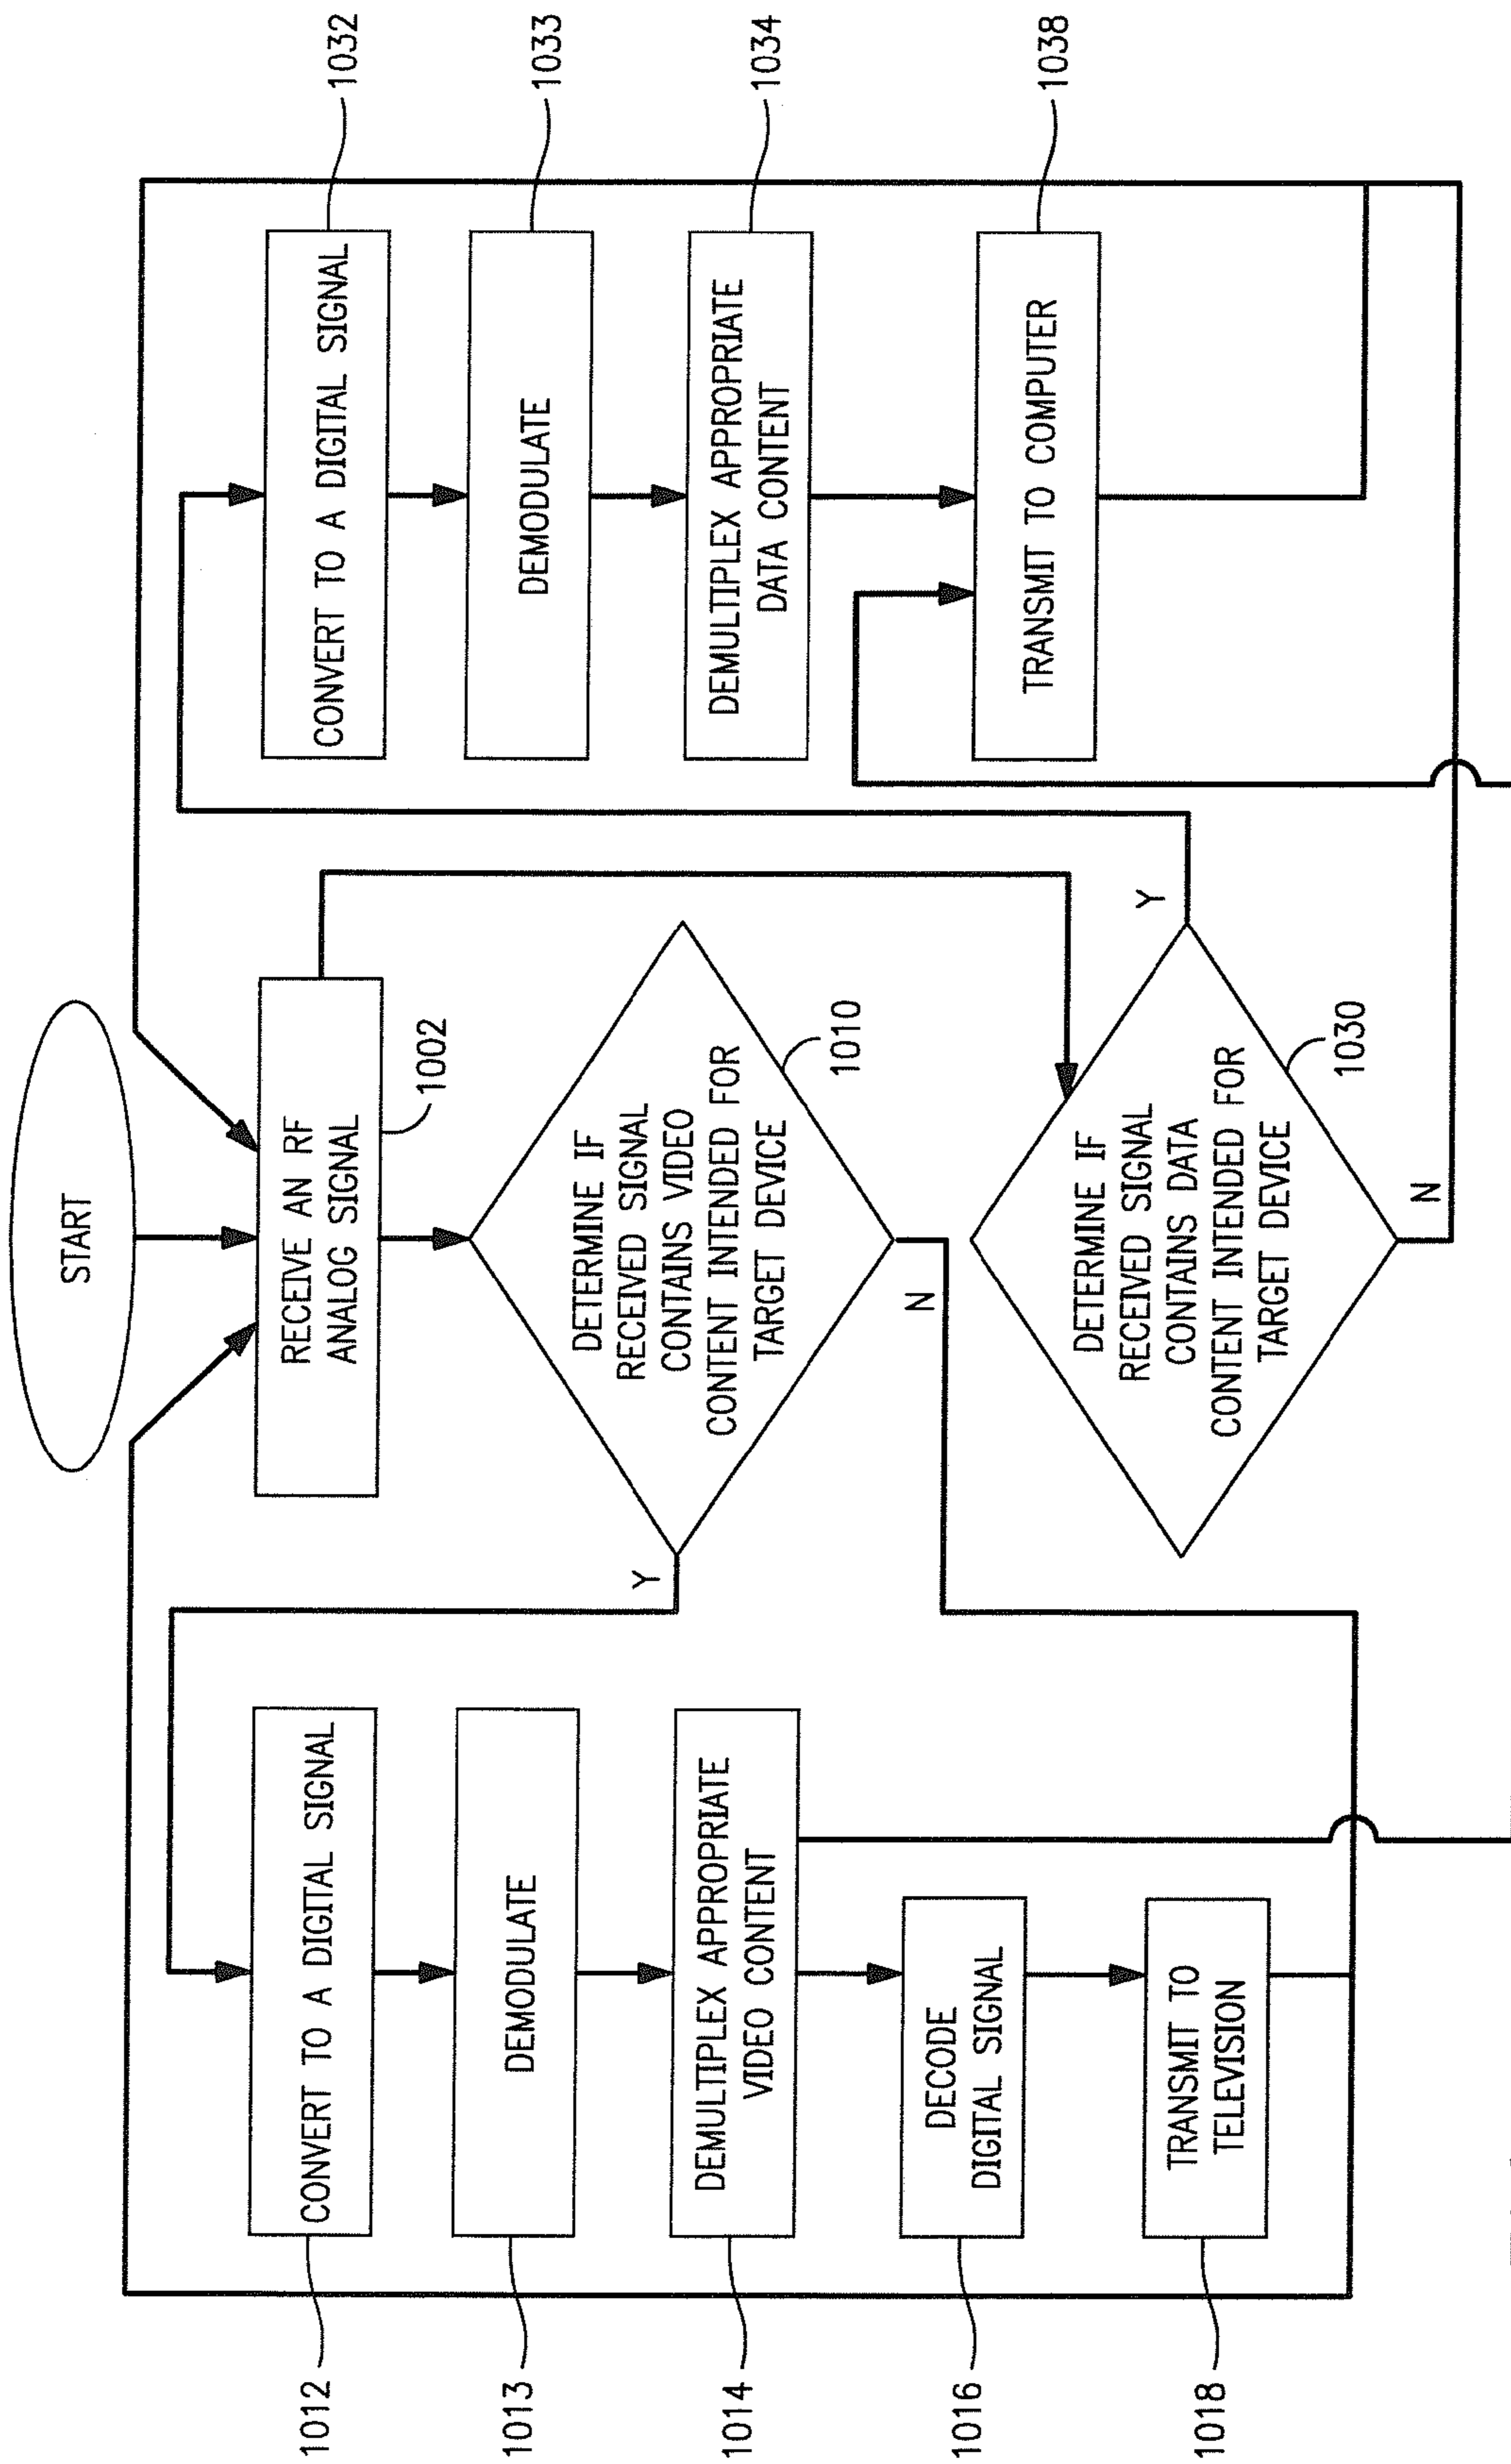 START
RECEIVE AN RF
ANALOG SIGNAL
1002
DETERMINE IF
RECEIVED SIGNAL
CONTAINS VIDEO
CONTENT INTENDED FOR
TARGET DEVICE
1010
Y
N
1012
CONVERT TO A DIGITAL SIGNAL
1013
DEMODULATE
1014
DEMULTIPLEX APPROPRIATE
VIDEO CONTENT
1016
DECODE
DIGITAL SIGNAL
1018
TRANSMIT TO
TELEVISION
DETERMINE IF
RECEIVED SIGNAL
CONTAINS DATA
CONTENT INTENDED FOR
TARGET DEVICE
1030
Y
N
CONVERT TO A DIGITAL SIGNAL
1032
DEMODULATE
1033
DEMULTIPLEX APPROPRIATE
DATA CONTENT
1034
TRANSMIT TO COMPUTER
1038